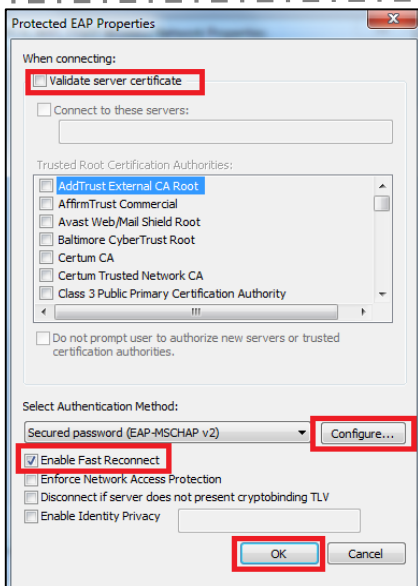 Protected EAP Properties
x
When connecting:
Validate server certificate
Connect to these servers:
Trusted Root Certification Authorities:
AddTrust External CA Root
AffirmTrust Commercial
Avast Web/Mail Shield Root
Baltimore CyberTrust Root
Certum CA
Certum Trusted Network CA
Class 3 Public Primary Certification Authority
Do not prompt user to authorize new servers or trusted
certification authorities.
Select Authentication Method:
Secured password (EAP-MSCHAP v2)
Configure...
Enable Fast Reconnect
Enforce Network Access Protection
Disconnect if server does not present cryptobinding TLV
Enable Identity Privacy
OK
Cancel